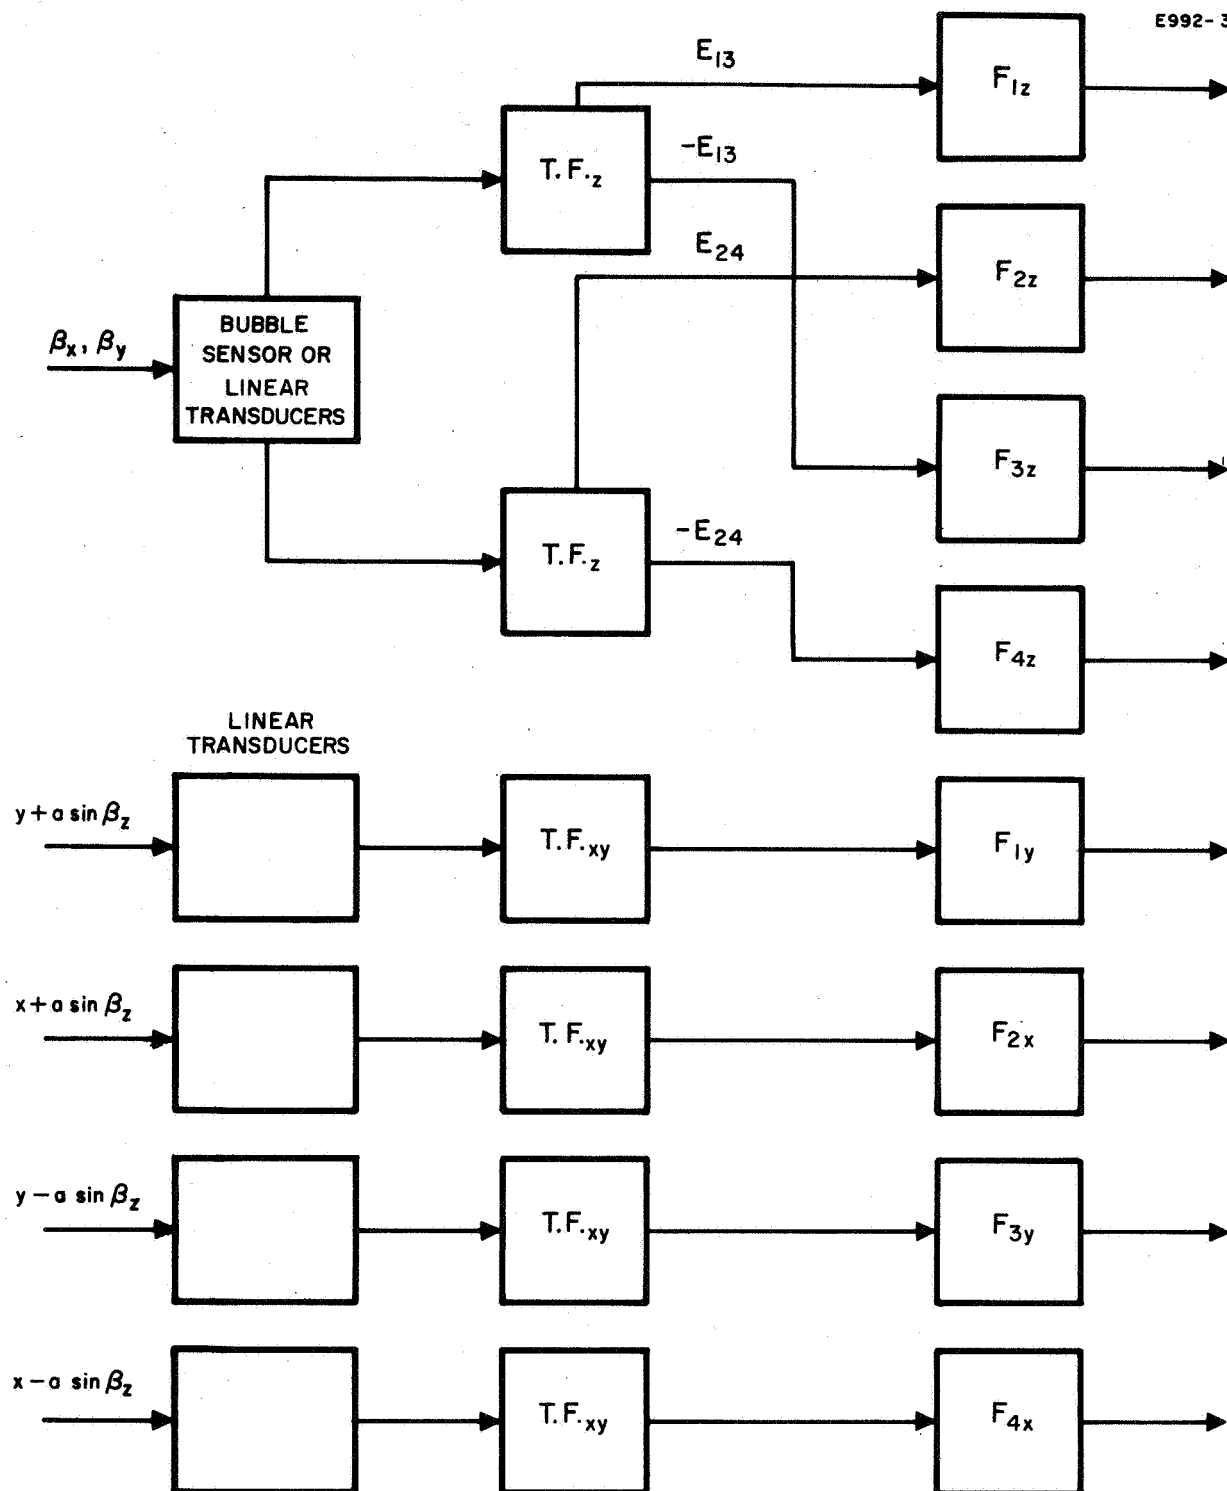 E992-3
E₁₃
F₁z
-E₁₃
T.F.z
E₂₄
F₂z
BUBBLE
SENSOR OR
LINEAR
TRANSDUCERS
βx, βy
F₃z
-E₂₄
T.F.z
F₄z
LINEAR
TRANSDUCERS
y + a sin βz
T.F.xy
F₁y
x + a sin βz
T.F.xy
F₂x
y − a sin βz
T.F.xy
F₃y
x − a sin βz
T.F.xy
F₄x